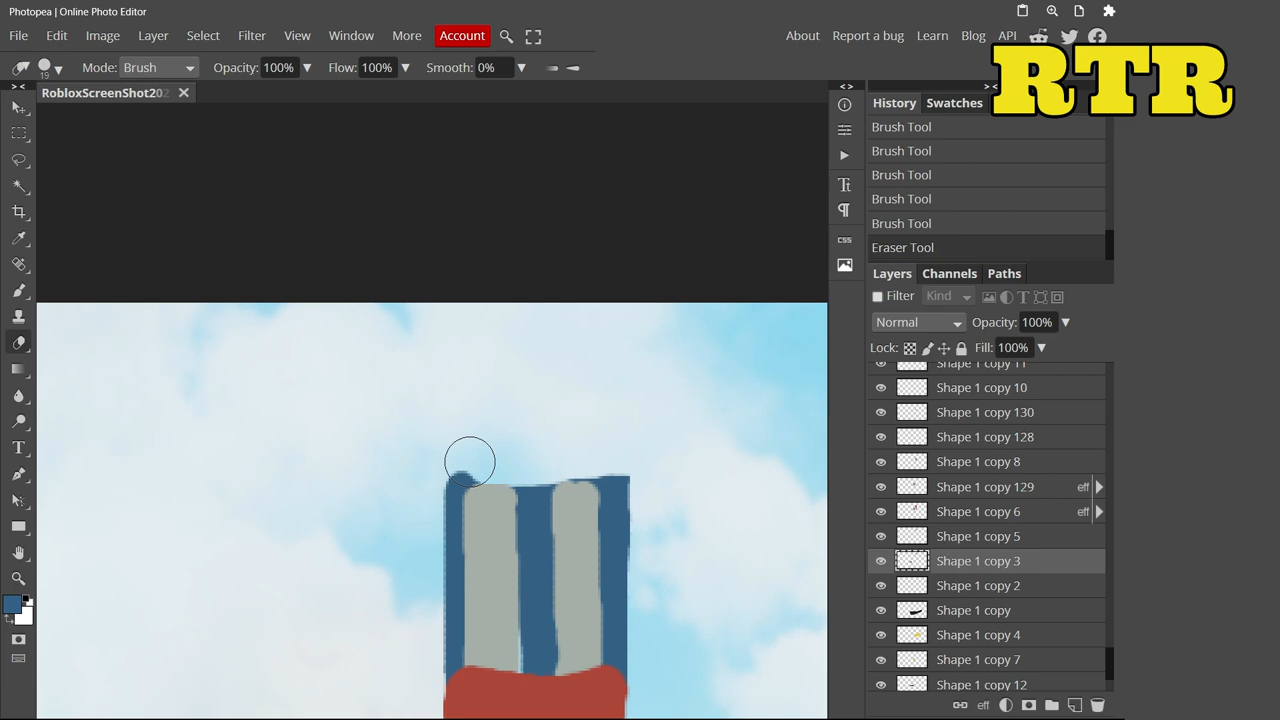 Photopea | Online Photo Editor
File Edit Image Layer Select Filter View Window More Account
About Report a bug Learn Blog API
RTR
19 Mode: Brush Opacity: 100% Flow: 100% Smooth: 0%
RobloxScreenShot202
History Swatches
Brush Tool
Brush Tool
Brush Tool
Brush Tool
Brush Tool
Eraser Tool
CSS
Layers Channels Paths
Filter Kind
Normal Opacity: 100%
Lock: Fill: 100%
Shape 1 copy 11
Shape 1 copy 10
Shape 1 copy 130
Shape 1 copy 128
Shape 1 copy 8
Shape 1 copy 129 eff
Shape 1 copy 6 eff
Shape 1 copy 5
Shape 1 copy 3
Shape 1 copy 2
Shape 1 copy
Shape 1 copy 4
Shape 1 copy 7
Shape 1 copy 12
eff